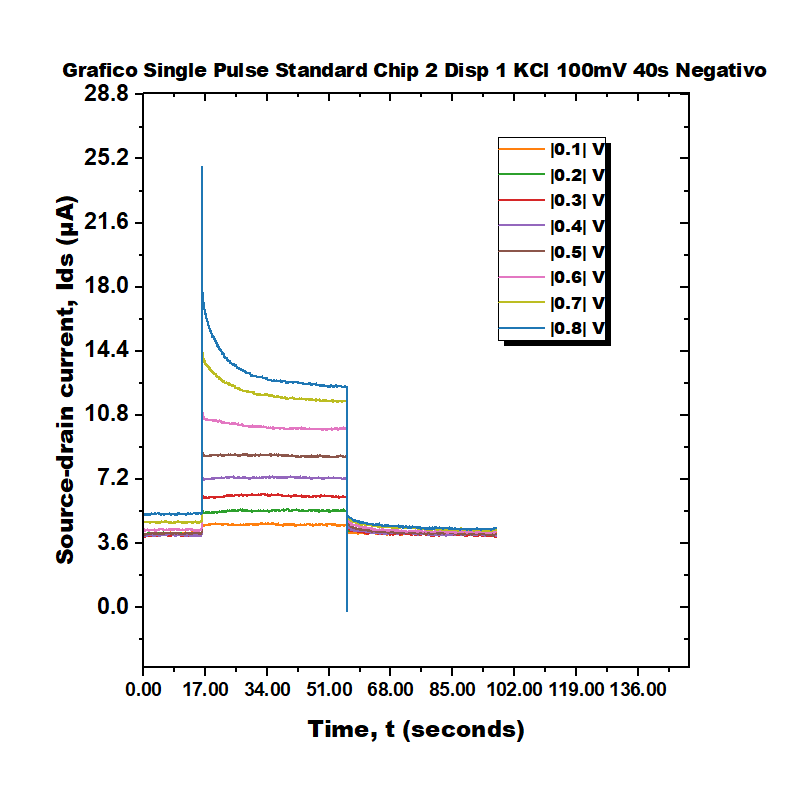 Grafico Single Pulse Standard Chip 2 Disp 1 KCl 100mV 40s Negativo
28.8
25.2
21.6
18.0
14.4
10.8
7.2
3.6
0.0
Source-drain current, Ids (µA)
|0.1| V
|0.2| V
|0.3| V
|0.4| V
|0.5| V
|0.6| V
|0.7| V
|0.8| V
0.00 17.00 34.00 51.00 68.00 85.00 102.00 119.00 136.00
Time, t (seconds)